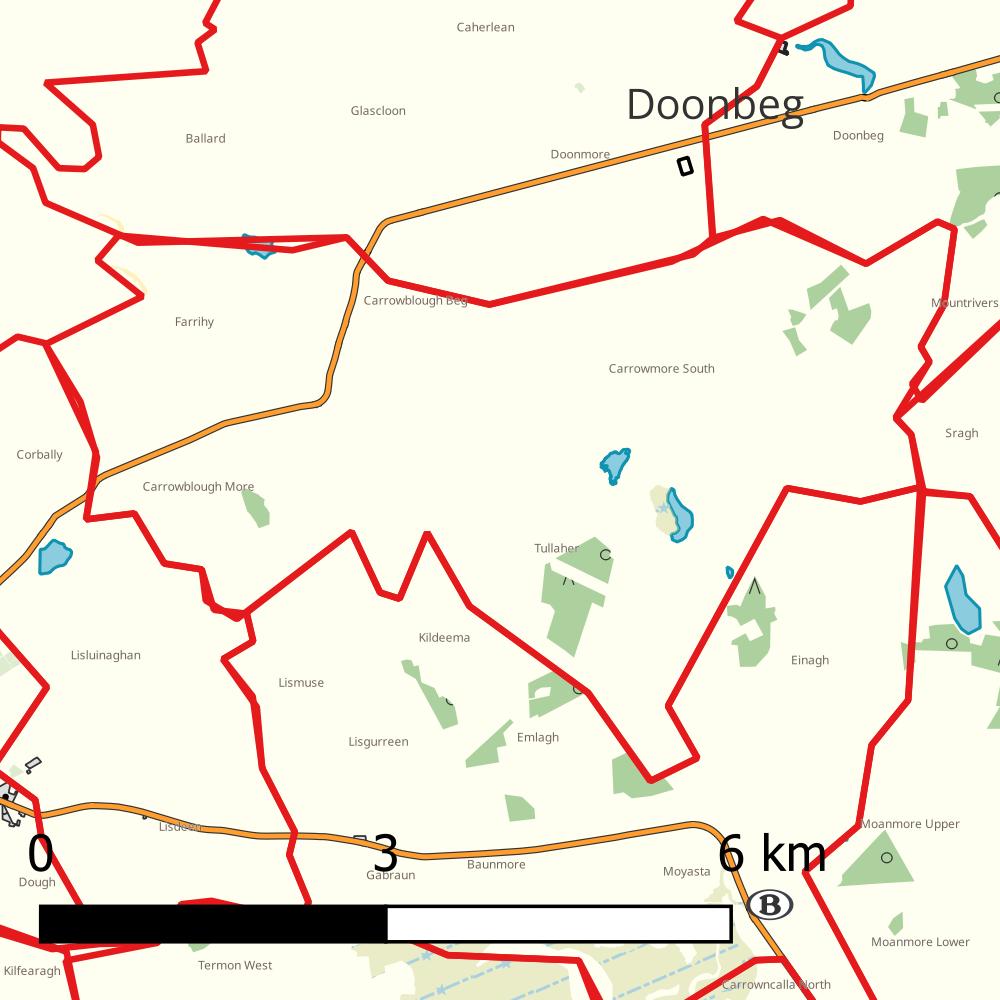 Caherlean
Doonbeg
Glascloon
Ballard
Doonbeg
Doonmore
Carrowblough Beg
Mountrivers
Farrihy
Carrowmore South
Sragh
Corbally
Carrowblough More
Tullaher
Kildeema
Lisluinaghan
Einagh
Lismuse
Emlagh
Lisgurreen
Lisdeen
Moanmore Upper
0
3
6 km
Baunmore
Moyasta
Gabraun
Dough
B
Moanmore Lower
Termon West
Kilfearagh
Carrowncalla North